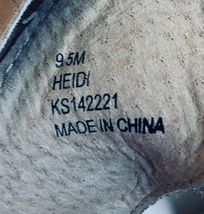 9.5M
HEIDI
KS142221
MADE IN CHINA